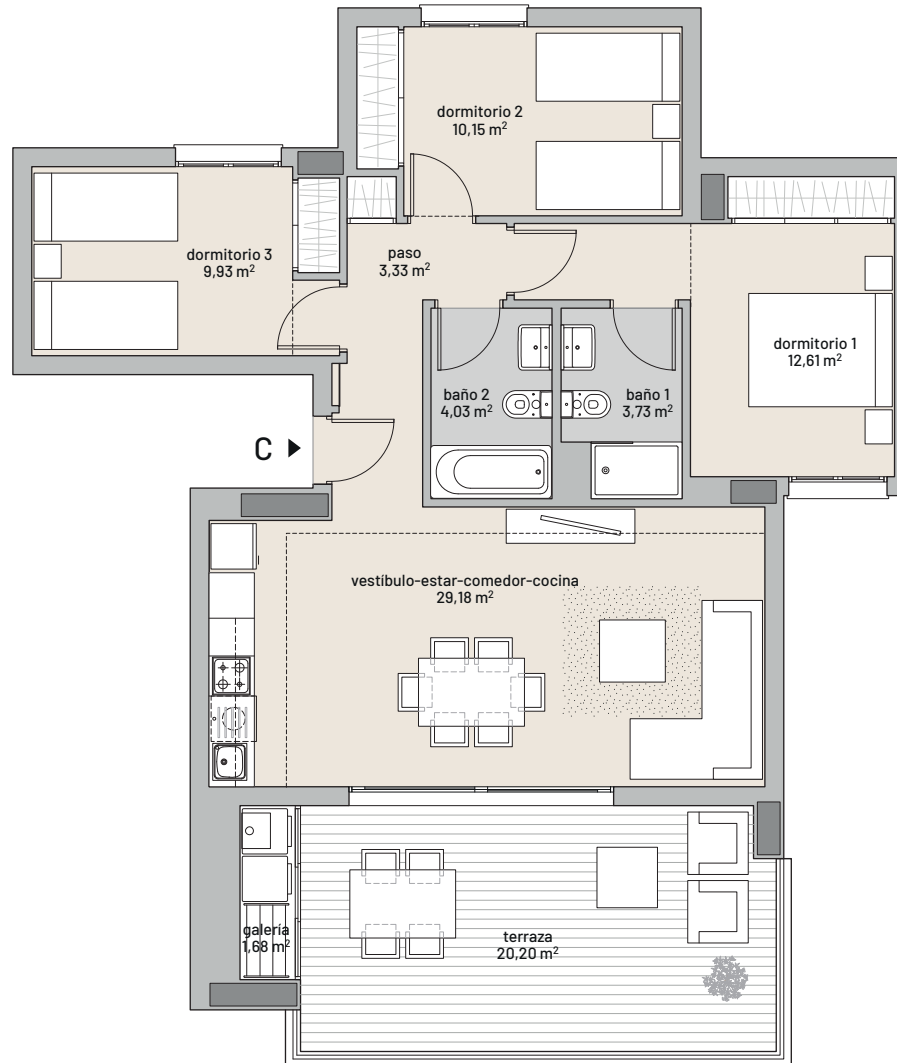 dormitorio 2
10,15 m²
dormitorio 3
9,93 m²
paso
3,33 m²
dormitorio 1
12,61 m²
baño 2
4,03 m²
baño 1
3,73 m²
C
vestíbulo-estar-comedor-cocina
29,18 m²
galería
1,68 m²
terraza
20,20 m²